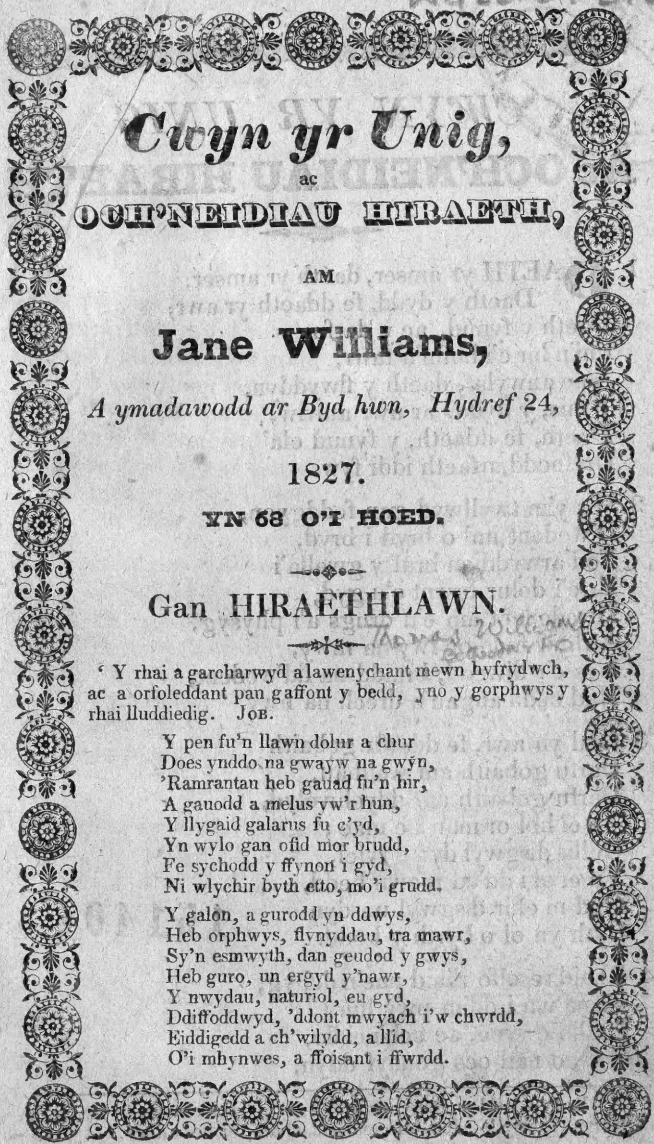 Cwyn yr Unig,
ac
OCH'NEIDIAU HIRAETH,
AM
Jane Williams,
A ymadawodd ar Byd hwn, Hydref 24,
1827.
YN 68 O'I HOED.
Gan HIRAETHLAWN.
Thomas Williams
‘ Y rhai a garcharwyd a lawenychant mewn hyfrydwch,
ac a orfoleddant pan gaffont y bedd, yno y gorphwys y
rhai lluddiedig. JOB.
Y pen fu'n llawn dolur a chur
Does ynddo na gwayw na gwŷn,
'Ramrantau heb gauad fu'n hir,
A gauodd a melus yw'r hun,
Y llygaid galarus fu c'yd,
Yn wylo gan ofid mor brudd,
Fe sychodd y ffynon i gyd,
Ni wlychir byth etto, mo'i grudd.
Y galon, a gurodd yn ddwys,
Heb orphwys, flynyddau, tra mawr,
Sy'n esmwyth, dan geudod y gwys,
Heb guro, un ergyd y'nawr,
Y nwydau, naturiol, eu gyd,
Ddiffoddwyd, 'ddont mwyach i'w chwrdd,
Eiddigedd a ch'wilydd, a llid,
O'i mhynwes, a ffoisant i ffwrdd.